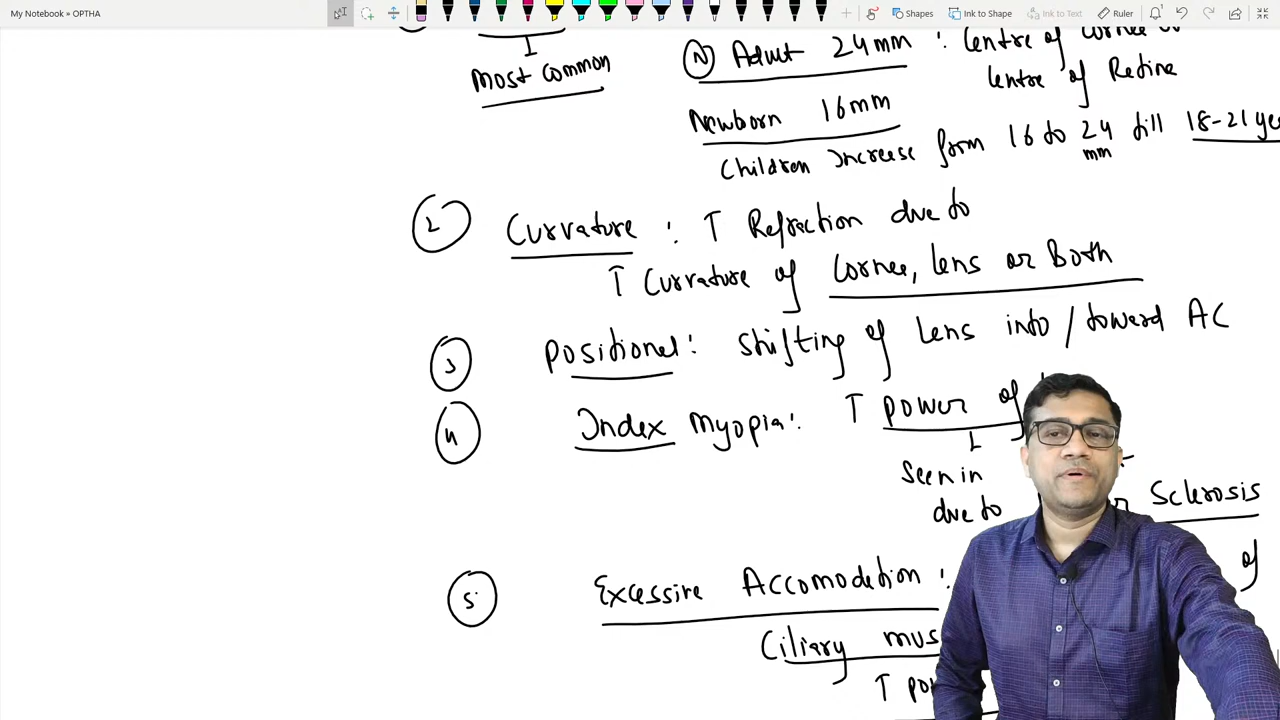 My Notebook » OPTHA
Shapes Ink to Shape Ink to Text Ruler
Most Common
N Adult 24mm : Centre of
Centre of Retina
Newborn 16mm
Children Increase from 16 to 24 mm till 18-21
2 Curvature : ↑ Refraction due to
↑ Curvature of Cornea, lens or Both
3 Positional: Shifting of Lens into / toward AC
4 Index Myopia: ↑ power of
Seen in
due to Sclerosis
5 Excessive Accomodation : of
Ciliary
↑